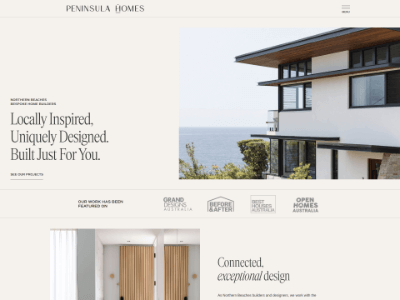 PENINSULA HOMES
MENU
NORTHERN BEACHES
BESPOKE HOME BUILDERS
Locally Inspired,
Uniquely Designed.
Built Just For You.
SEE OUR PROJECTS
OUR WORK HAS BEEN
FEATURED ON
GRAND
DESIGNS
AUSTRALIA
BEFORE
&AFTER
BEST
HOUSES
AUSTRALIA
OPEN
HOMES
AUSTRALIA
Connected,
exceptional design
As Northern Beaches builders and designers, we work with the